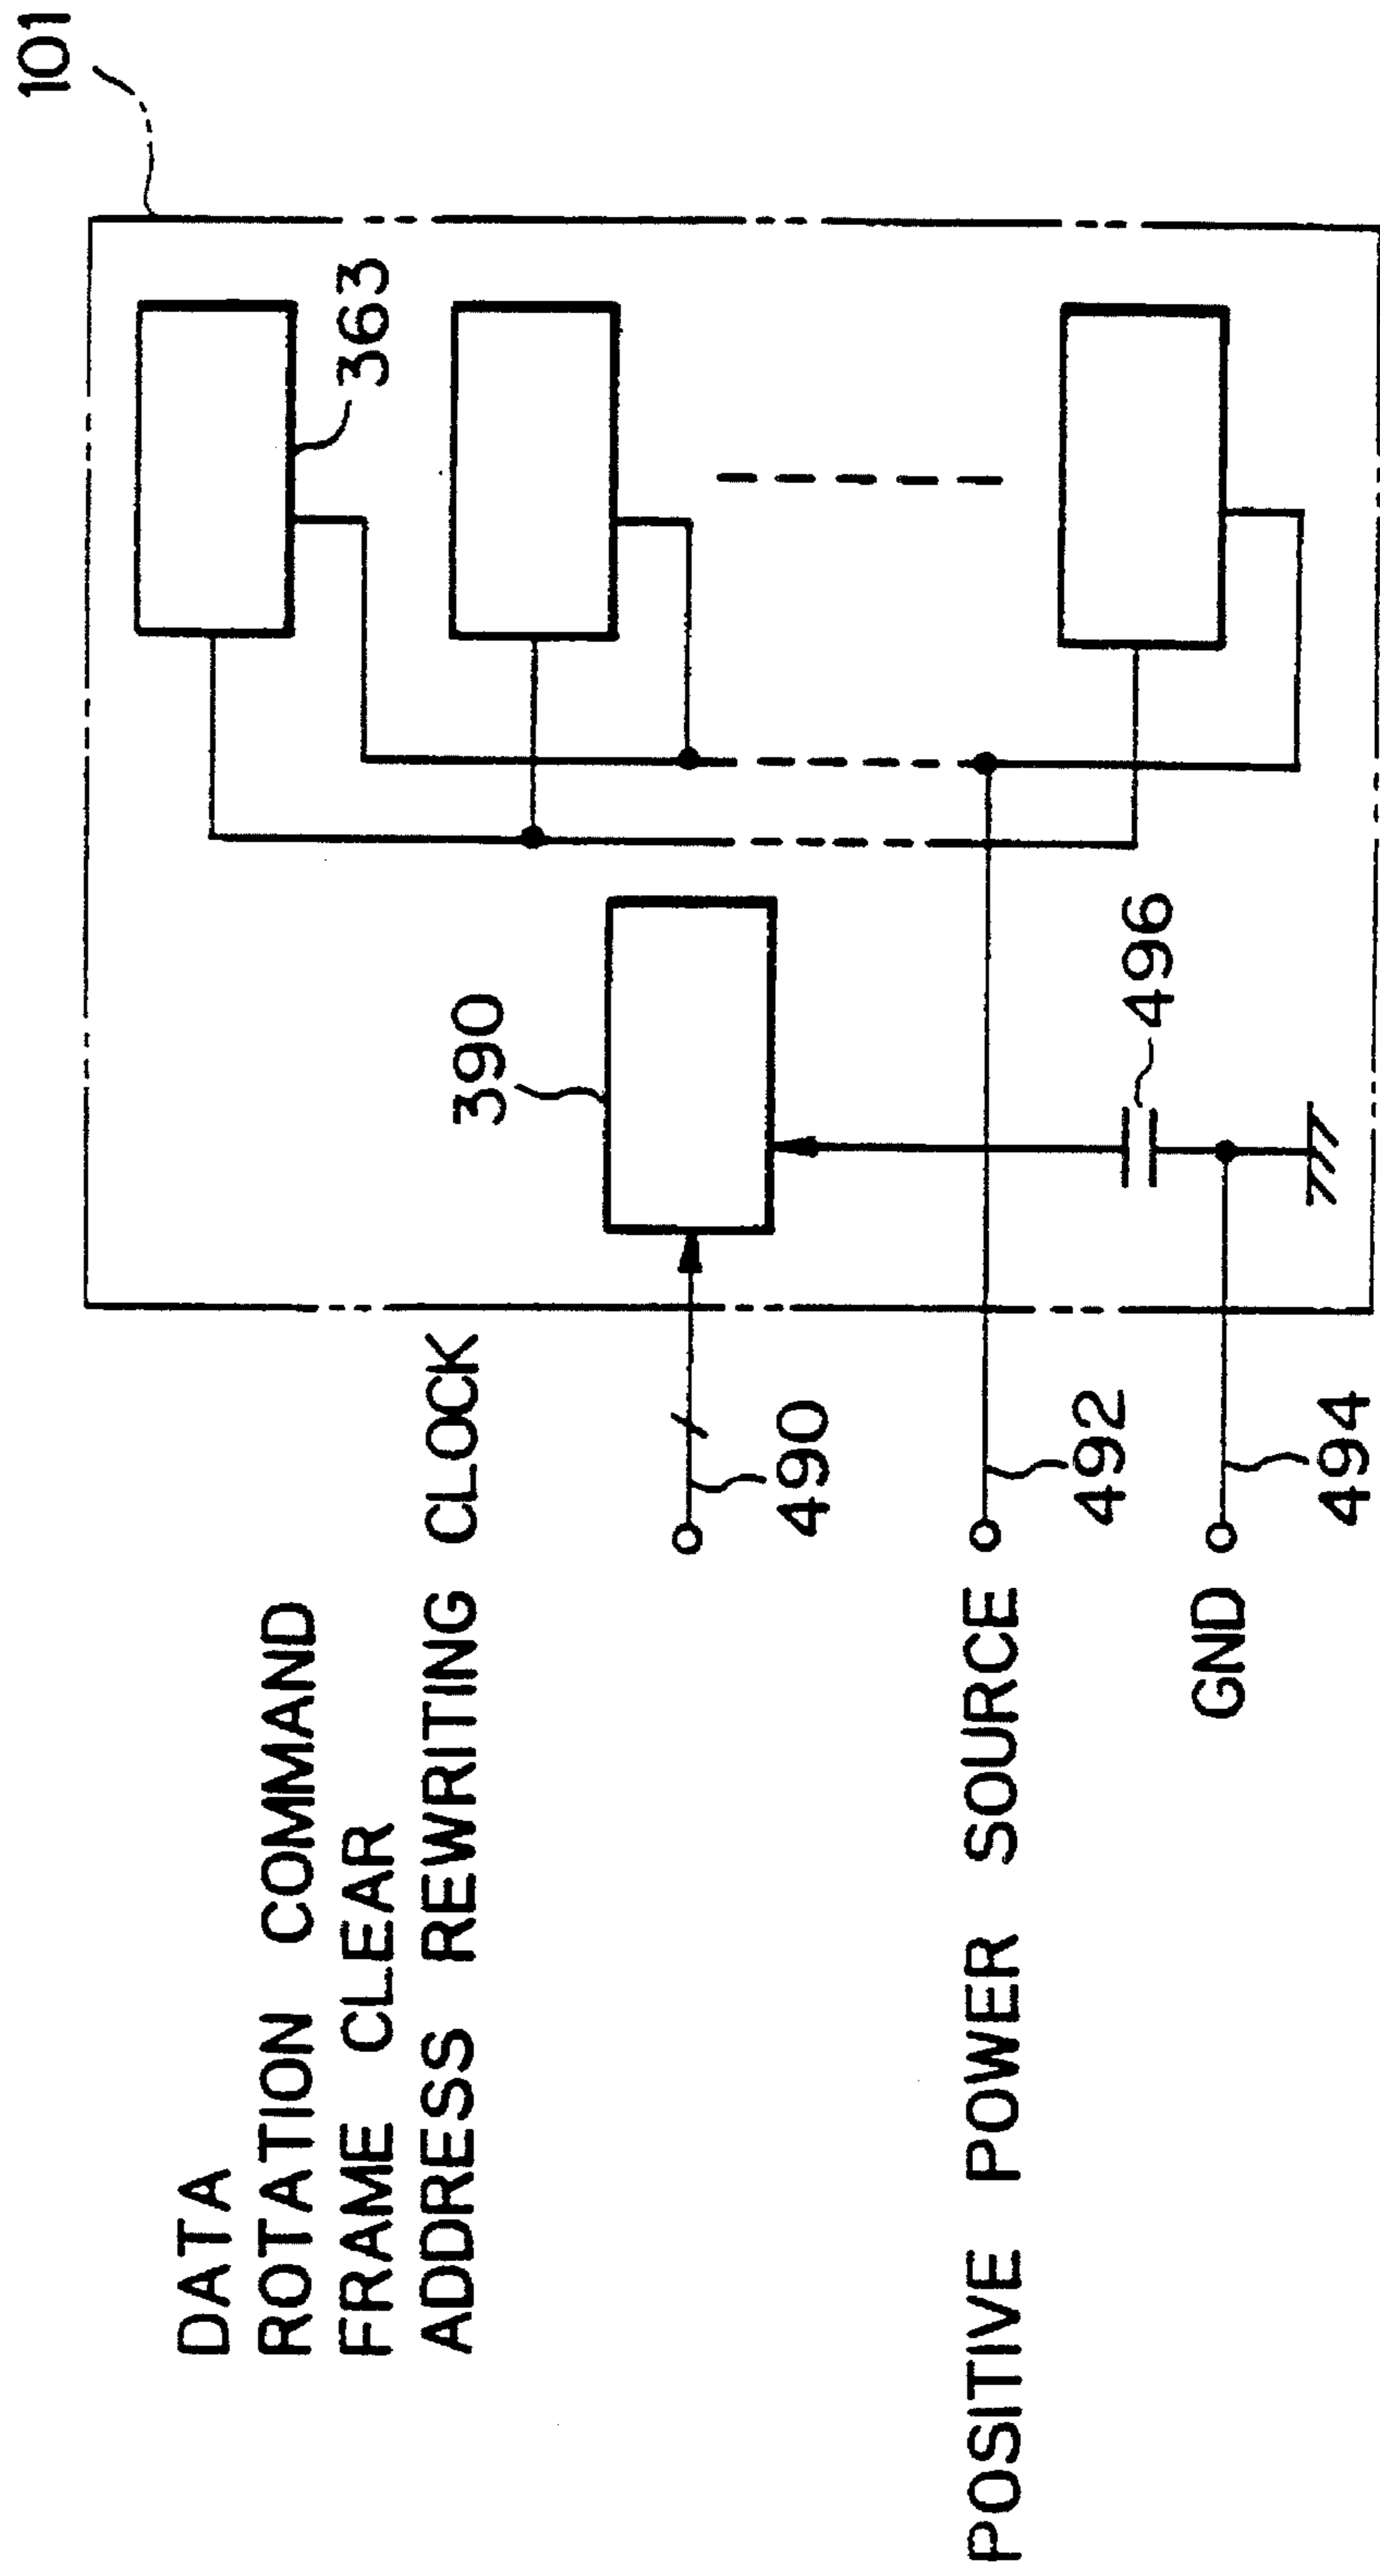 101
363
390
496
DATA
ROTATION COMMAND
FRAME CLEAR
ADDRESS REWRITING CLOCK
490
POSITIVE POWER SOURCE
492
GND
494